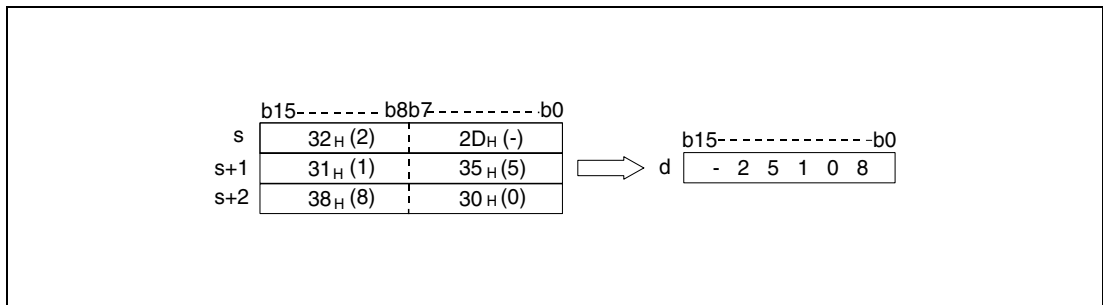 b15------- b8b7---------b0
s 32H (2) 2DH (-)
s+1 31H (1) 35H (5)
s+2 38H (8) 30H (0)
b15---------------b0
d - 2 5 1 0 8